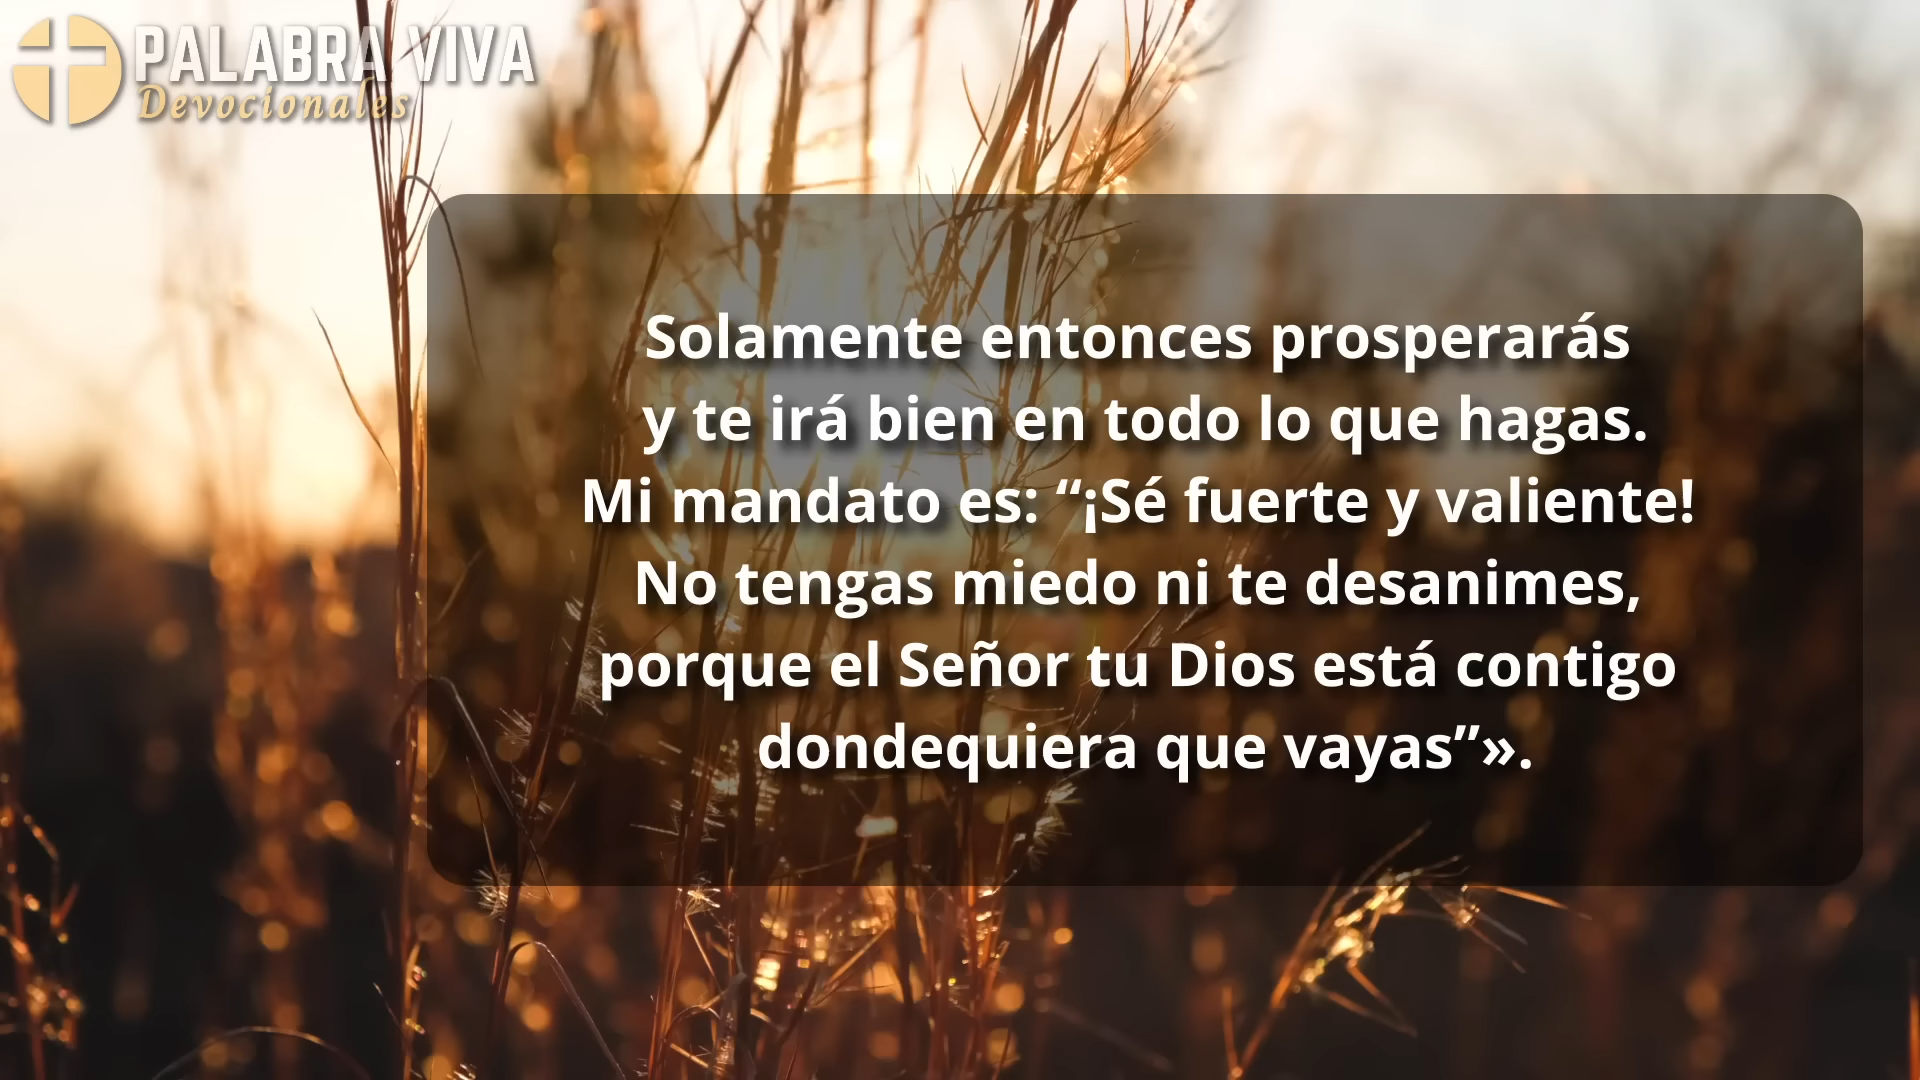 PALABRA VIVA
Devocionales
Solamente entonces prosperarás
y te irá bien en todo lo que hagas.
Mi mandato es: “¡Sé fuerte y valiente!
No tengas miedo ni te desanimes,
porque el Señor tu Dios está contigo
dondequiera que vayas”».